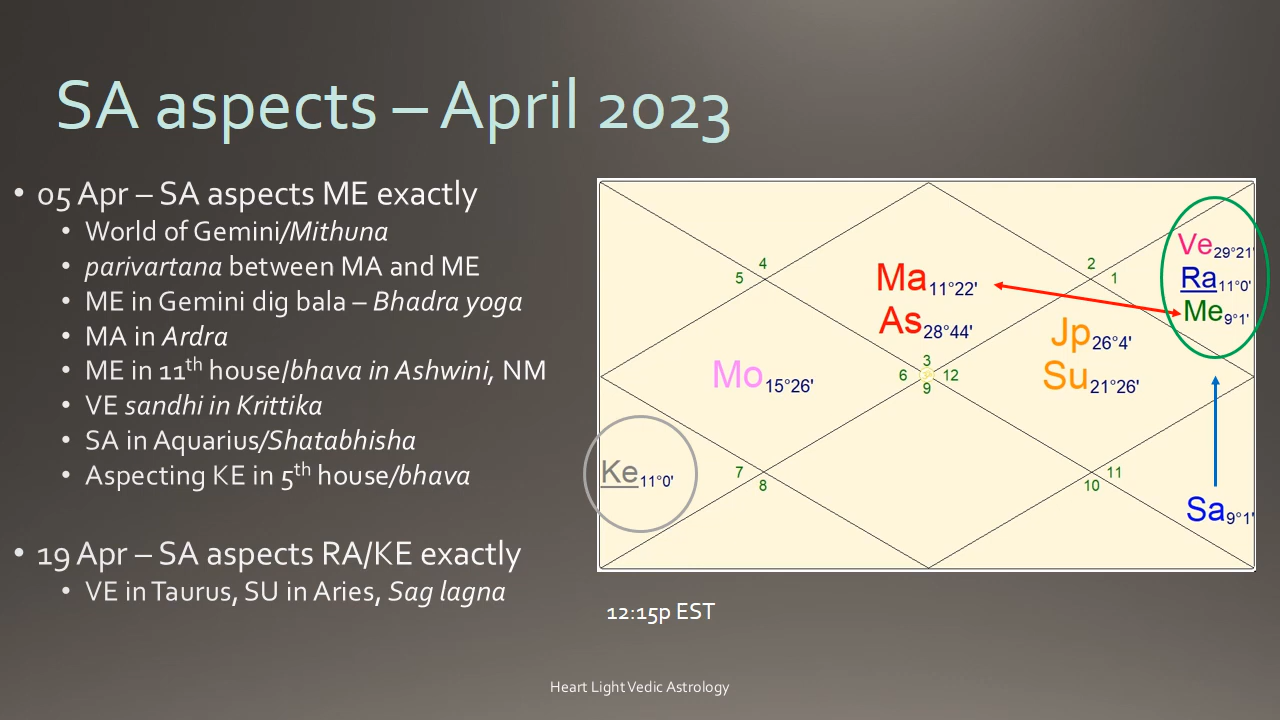 SA aspects – April 2023
• 05 Apr – SA aspects ME exactly
• World of Gemini/Mithuna
• parivartana between MA and ME
• ME in Gemini dig bala – Bhadra yoga
• MA in Ardra
• ME in 11th house/bhava in Ashwini, NM
• VE sandhi in Krittika
• SA in Aquarius/Shatabhisha
• Aspecting KE in 5th house/bhava
• 19 Apr – SA aspects RA/KE exactly
• VE in Taurus, SU in Aries, Sag lagna
Ve29°21'
Ra11°0'
Me9°1'
4
5
2
1
Ma11°22'
As28°44'
Jp26°4'
Su21°26'
Mo15°26'
3
6
12
9
Ke11°0'
7
8
11
10
Sa9°1'
12:15p EST
Heart Light Vedic Astrology